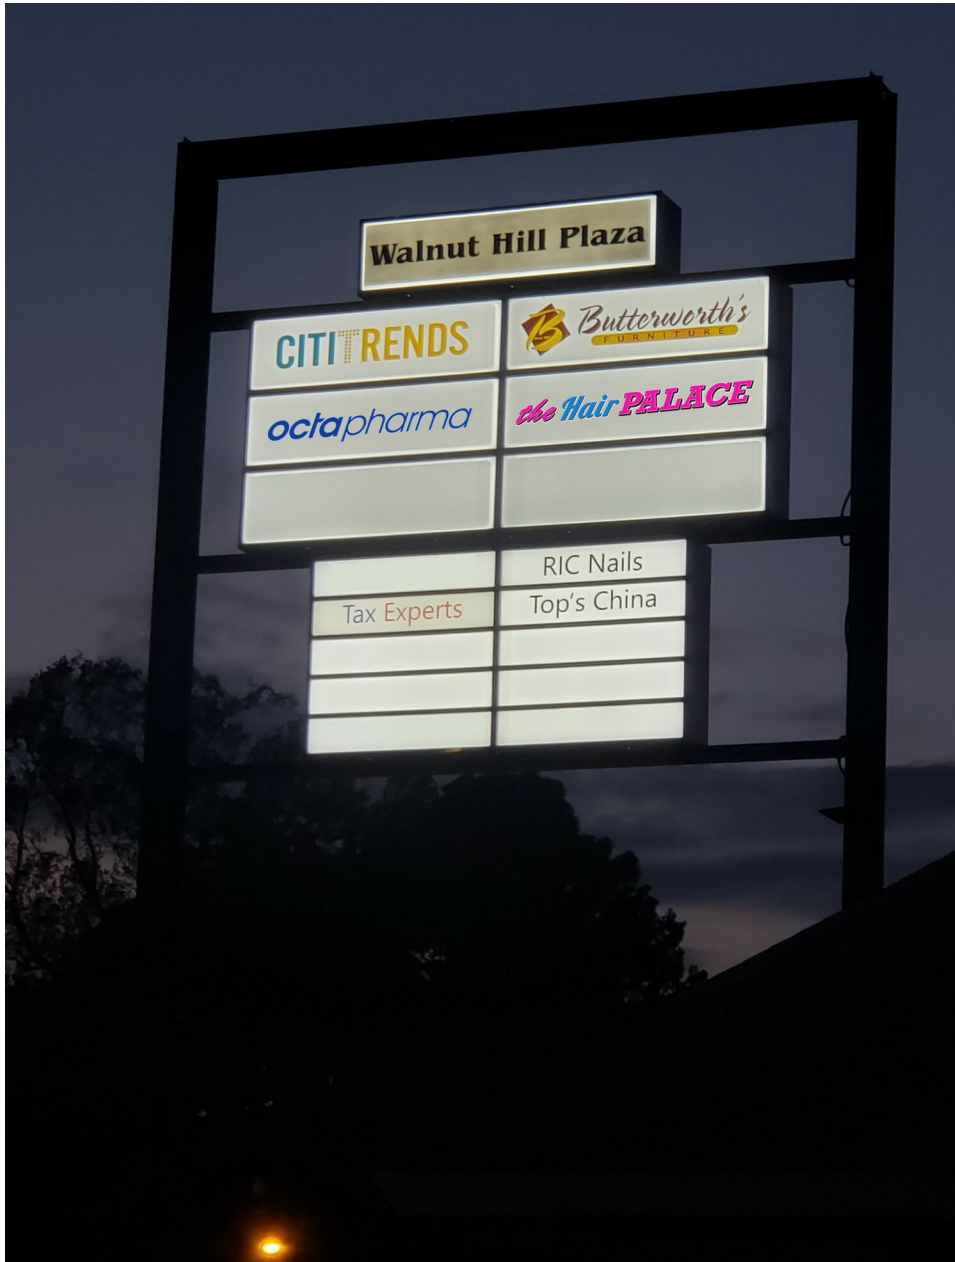 Walnut Hill Plaza
CITITRENDS
B Butterworth's
FURNITURE
octapharma
the Hair PALACE
RIC Nails
Tax Experts
Top's China